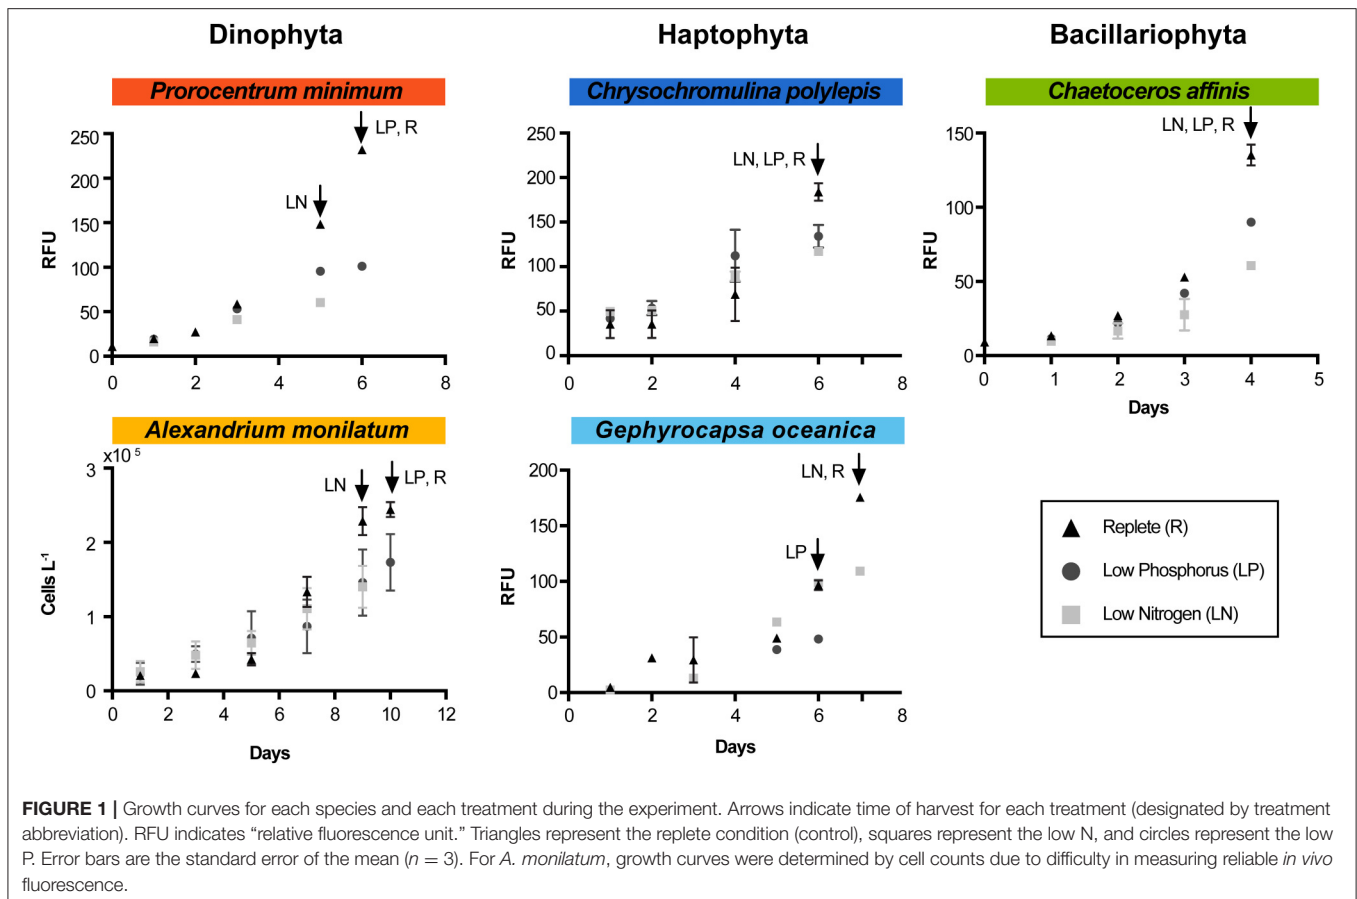 Dinophyta
Haptophyta
Bacillariophyta
Prorocentrum minimum
Chrysochromulina polylepis
Chaetoceros affinis
250
200
150
100
50
0
RFU
LN
LP, R
0 2 4 6 8
250
200
150
100
50
0
RFU
LN, LP, R
0 2 4 6 8
150
100
50
0
RFU
LN, LP, R
0 1 2 3 4 5
Days
Alexandrium monilatum
Gephyrocapsa oceanica
x10 5
3
2
1
0
Cells L-1
LN
LP, R
0 2 4 6 8 10 12
Days
200
150
100
50
0
RFU
LN, R
LP
0 2 4 6 8
Days
Replete (R)
Low Phosphorus (LP)
Low Nitrogen (LN)
FIGURE 1 | Growth curves for each species and each treatment during the experiment. Arrows indicate time of harvest for each treatment (designated by treatment
abbreviation). RFU indicates “relative fluorescence unit.” Triangles represent the replete condition (control), squares represent the low N, and circles represent the low
P. Error bars are the standard error of the mean (n = 3). For A. monilatum, growth curves were determined by cell counts due to difficulty in measuring reliable in vivo
fluorescence.